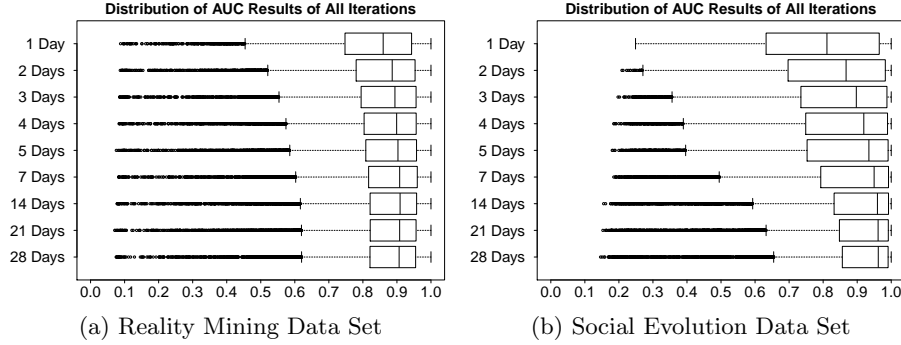 Distribution of AUC Results of All Iterations
1 Day
2 Days
3 Days
4 Days
5 Days
7 Days
14 Days
21 Days
28 Days
0.0 0.1 0.2 0.3 0.4 0.5 0.6 0.7 0.8 0.9 1.0
(a) Reality Mining Data Set
Distribution of AUC Results of All Iterations
1 Day
2 Days
3 Days
4 Days
5 Days
7 Days
14 Days
21 Days
28 Days
0.0 0.1 0.2 0.3 0.4 0.5 0.6 0.7 0.8 0.9 1.0
(b) Social Evolution Data Set